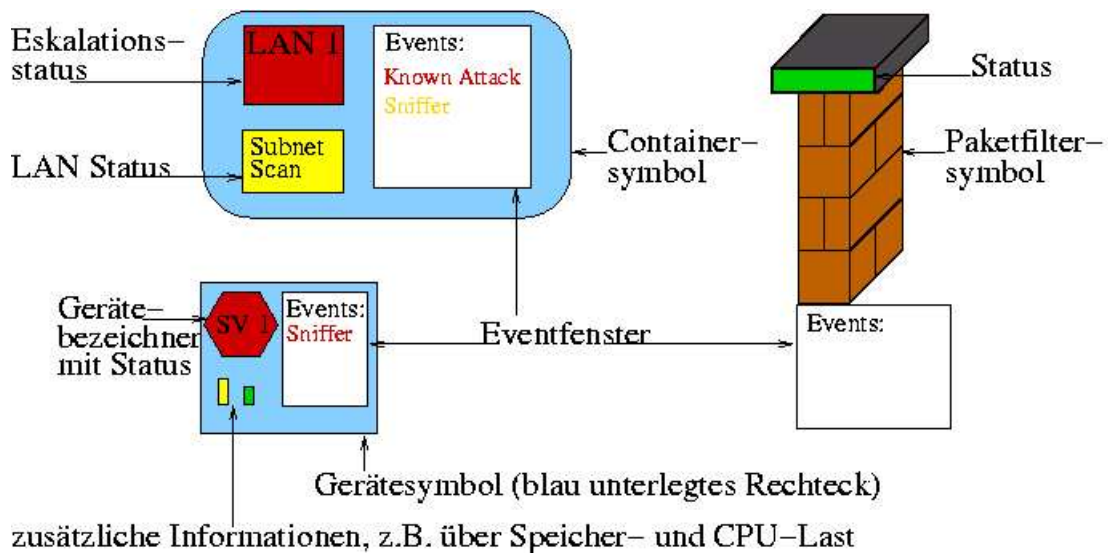 Eskalations–
status
LAN 1
Events:
Known Attack
Sniffer
Status
LAN Status
Subnet
Scan
Container–
symbol
Paketfilter–
symbol
Geräte–
bezeichner
mit Status
SV 1
Events:
Sniffer
Eventfenster
Events:
Gerätesymbol (blau unterlegtes Rechteck)
zusätzliche Informationen, z.B. über Speicher– und CPU–Last